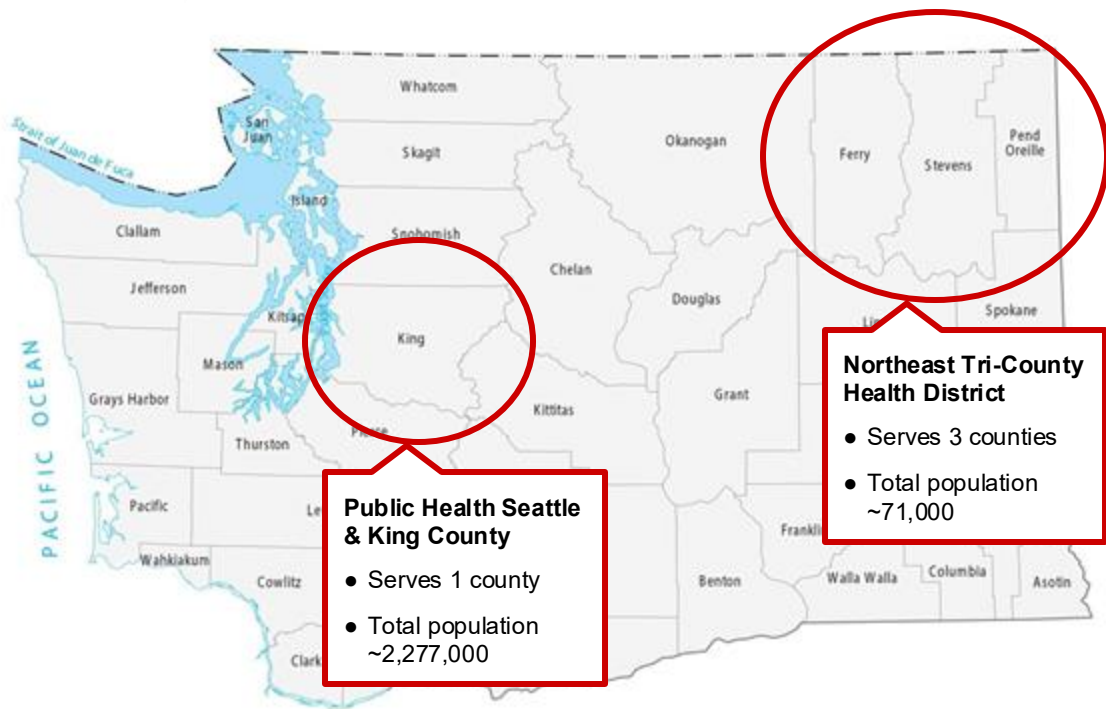 Whatcom
San
Juan
Strait of Juan de Fuca
Skagit
Okanogan
Ferry
Stevens
Pend
Oreille
Island
Clallam
Snohomish
Chelan
Jefferson
Douglas
Kitsap
King
Spokane
Mason
Grays Harbor
Kittitas
Grant
Thurston
Pierce
PACIFIC OCEAN
Northeast Tri-County
Health District
● Serves 3 counties
● Total population
~71,000
Pacific
Public Health Seattle
& King County
● Serves 1 county
● Total population
~2,277,000
Wahkiakum
Cowlitz
Clark
Benton
Franklin
Walla Walla
Columbia
Asotin